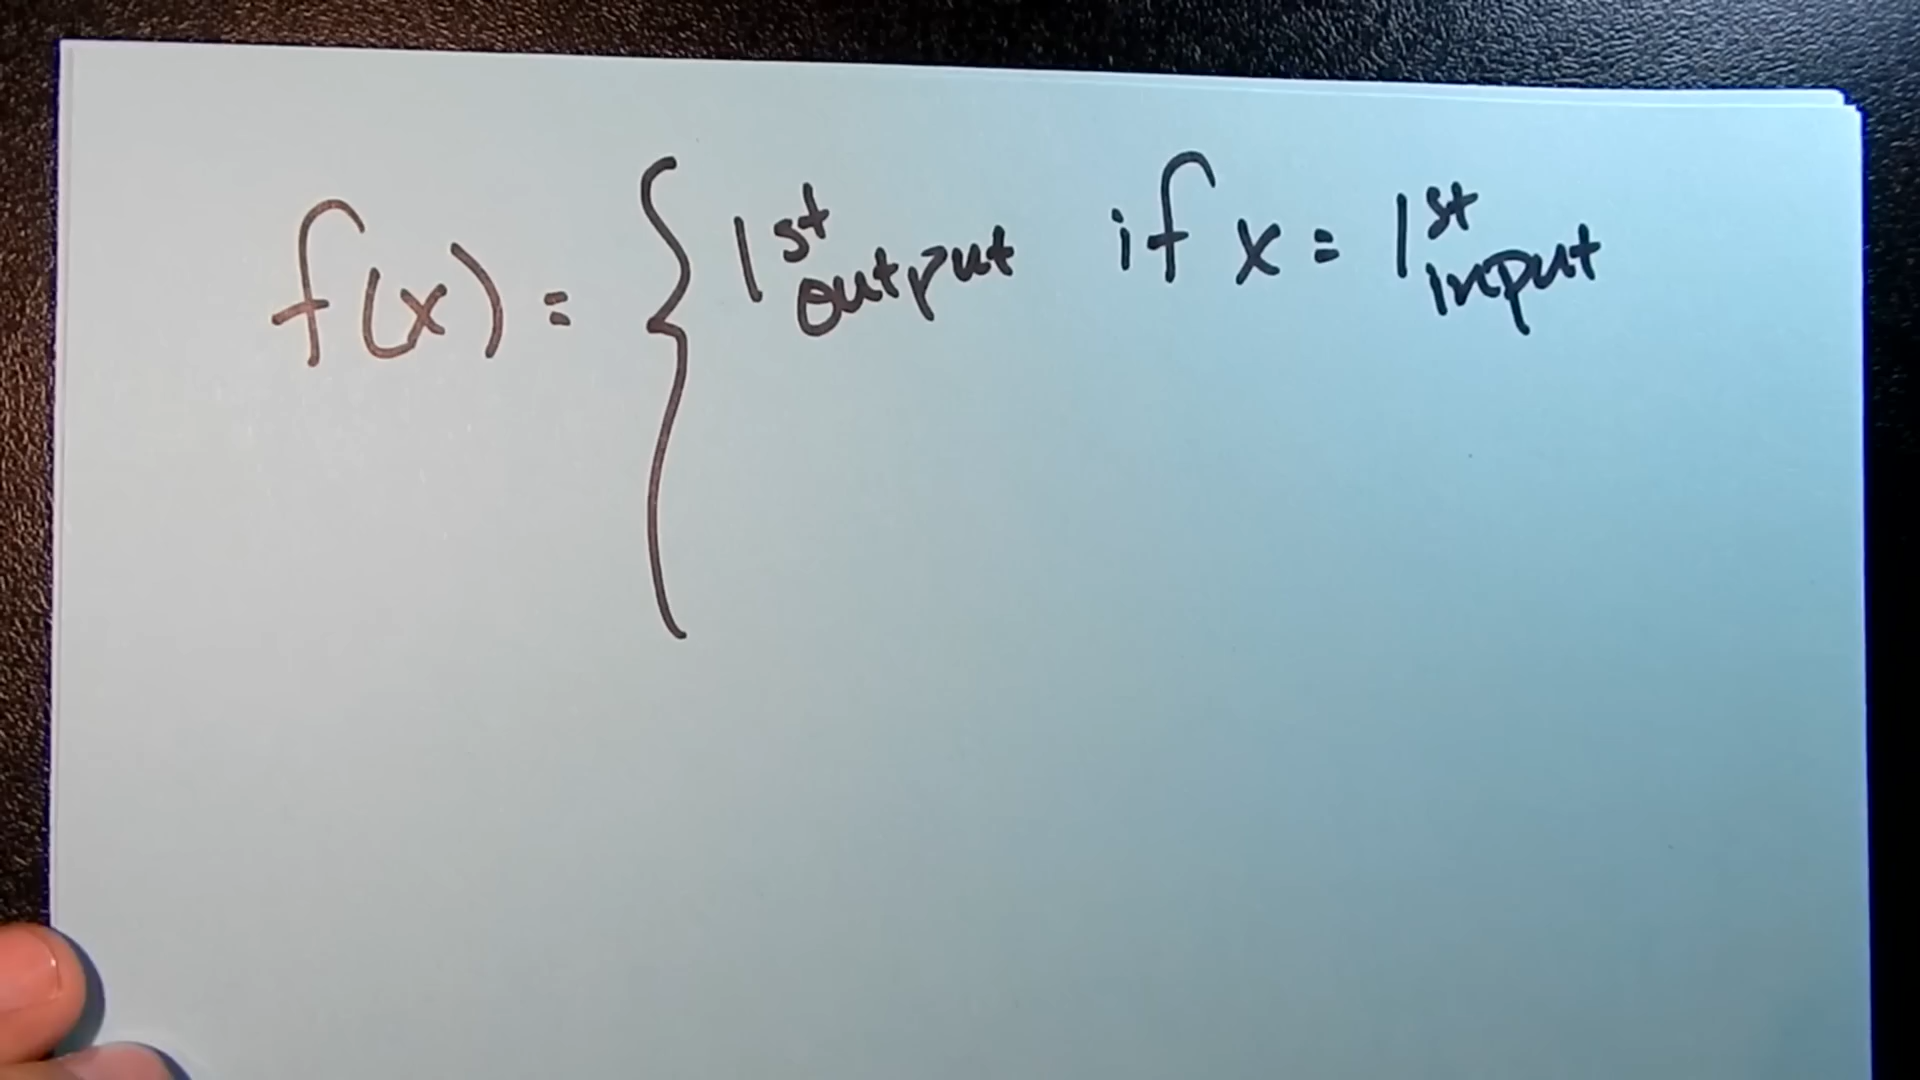 f(x) = { 1st output if x = 1st input